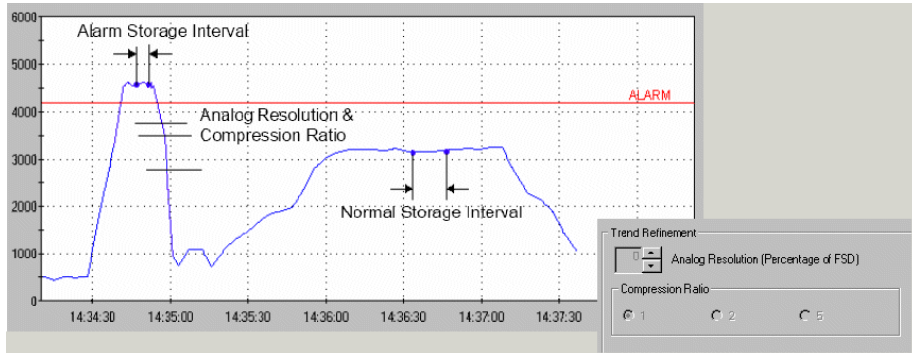 6000
Alarm Storage Interval
5000
ALARM
4000
Analog Resolution &
Compression Ratio
3000
2000
Normal Storage Interval
1000
0
14:34:30 14:35:00 14:35:30 14:36:00 14:36:30 14:37:00 14:37:30
Trend Refinement
0 Analog Resolution (Percentage of FSD)
Compression Ratio
1 2 5